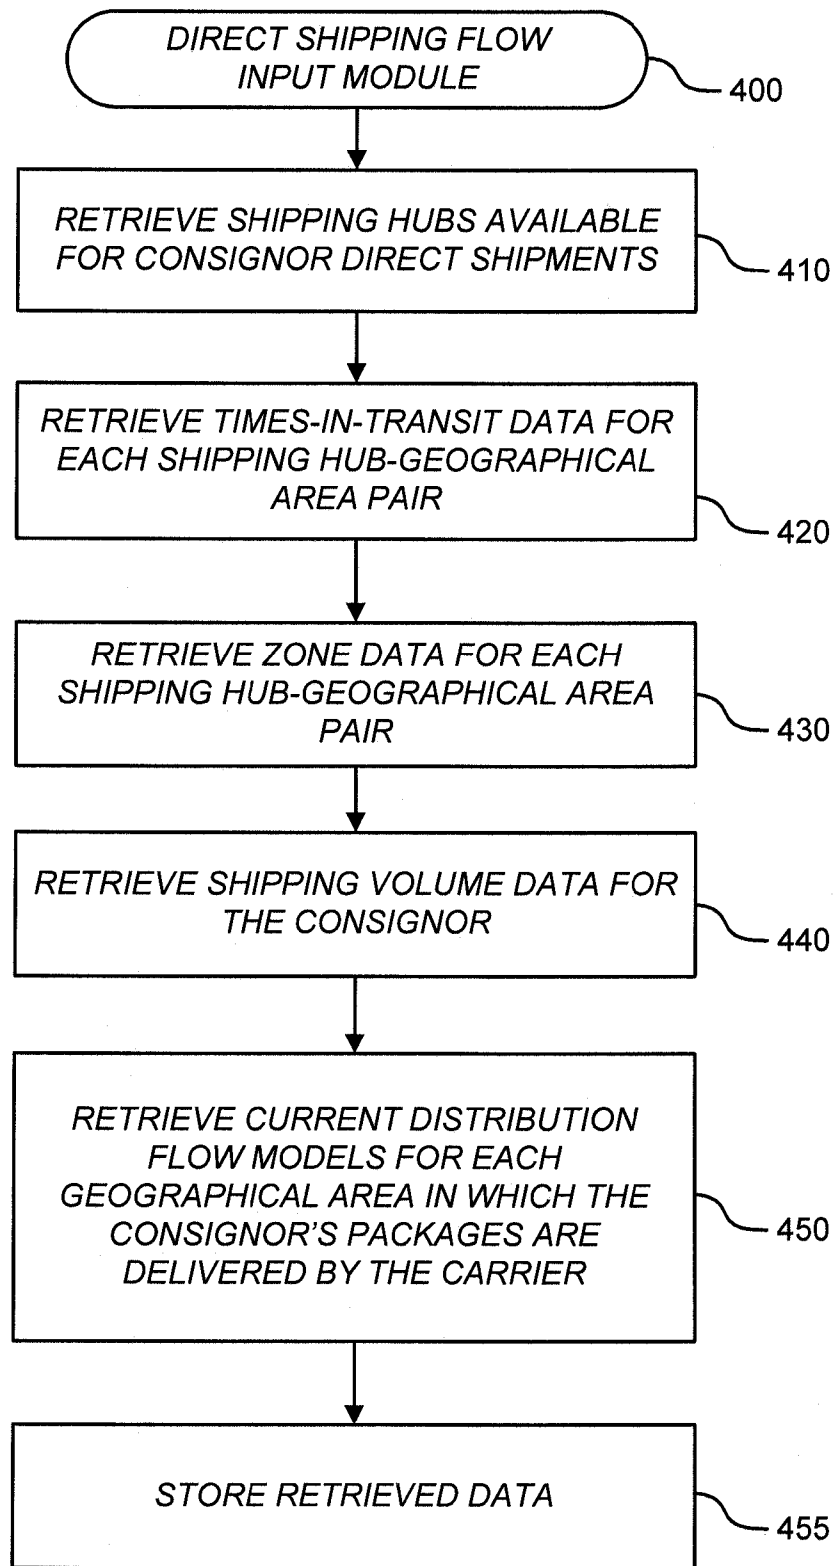 DIRECT SHIPPING FLOW
INPUT MODULE
400
RETRIEVE SHIPPING HUBS AVAILABLE
FOR CONSIGNOR DIRECT SHIPMENTS
410
RETRIEVE TIMES-IN-TRANSIT DATA FOR
EACH SHIPPING HUB-GEOGRAPHICAL
AREA PAIR
420
RETRIEVE ZONE DATA FOR EACH
SHIPPING HUB-GEOGRAPHICAL AREA
PAIR
430
RETRIEVE SHIPPING VOLUME DATA FOR
THE CONSIGNOR
440
RETRIEVE CURRENT DISTRIBUTION
FLOW MODELS FOR EACH
GEOGRAPHICAL AREA IN WHICH THE
CONSIGNOR'S PACKAGES ARE
DELIVERED BY THE CARRIER
450
STORE RETRIEVED DATA
455